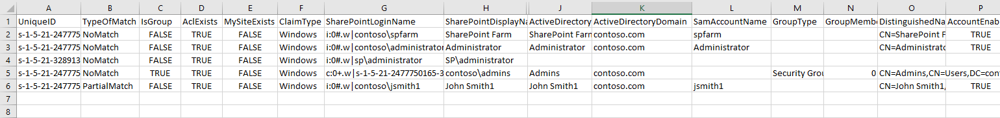 A B C D E F G H J K L M N O P
1 UniqueID TypeOfMatch IsGroup AclExists MySiteExists ClaimType SharePointLoginName SharePointDisplayNa ActiveDirectory ActiveDirectoryDomain SamAccountName GroupType GroupMembe DistinguishedNa AccountEnab
2 s-1-5-21-247775 NoMatch FALSE TRUE FALSE Windows i:0#.w|contoso\spfarm SharePoint Farm SharePoint Farm contoso.com spfarm CN=SharePoint F TRUE
3 s-1-5-21-247775 NoMatch FALSE TRUE FALSE Windows i:0#.w|contoso\administrator Administrator Administrator contoso.com Administrator CN=Administrato TRUE
4 s-1-5-21-328913 NoMatch FALSE TRUE FALSE Windows i:0#.w|sp\administrator SP\administrator
5 s-1-5-21-247775 NoMatch TRUE TRUE FALSE Windows c:0+.w|s-1-5-21-2477750165-3 contoso\admins Admins contoso.com Security Grou 0 CN=Admins,CN=Users,DC=con
6 s-1-5-21-247775 PartialMatch FALSE TRUE FALSE Windows i:0#.w|contoso\jsmith1 John Smith1 John Smith1 contoso.com jsmith1 CN=John Smith1, TRUE
7
8